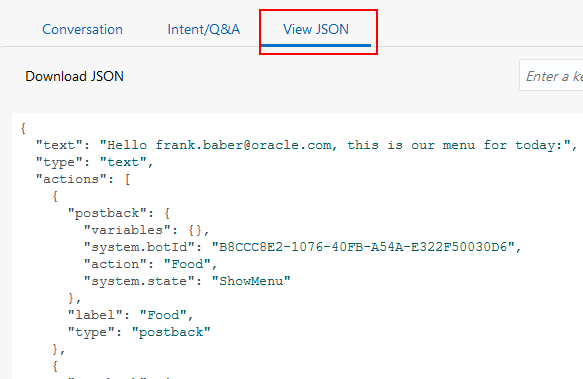 Conversation Intent/Q&A View JSON
Download JSON Enter a ke
{
"text": "Hello frank.baber@oracle.com, this is our menu for today:",
"type": "text",
"actions": [
{
"postback": {
"variables": {},
"system.botId": "B8CCC8E2-1076-40FB-A54A-E322F50030D6",
"action": "Food",
"system.state": "ShowMenu"
},
"label": "Food",
"type": "postback"
},
{